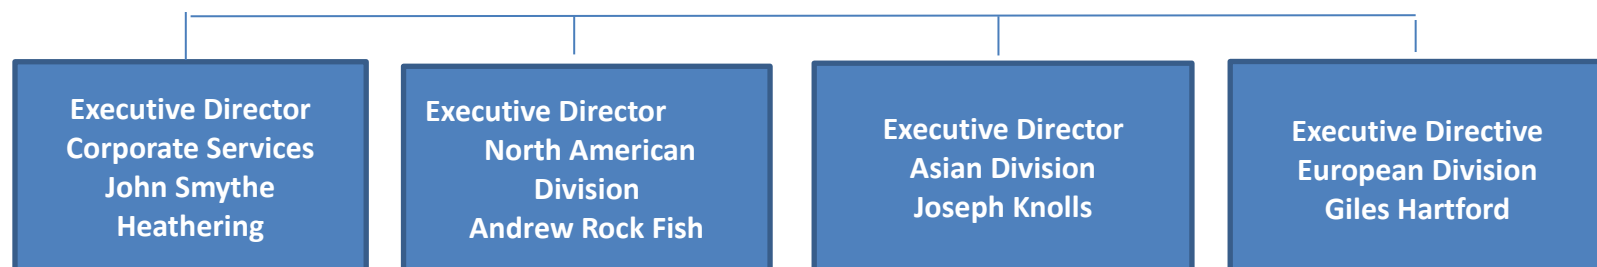 Executive Director
Corporate Services
John Smythe
Heathering
Executive Director
North American
Division
Andrew Rock Fish
Executive Director
Asian Division
Joseph Knolls
Executive Directive
European Division
Giles Hartford